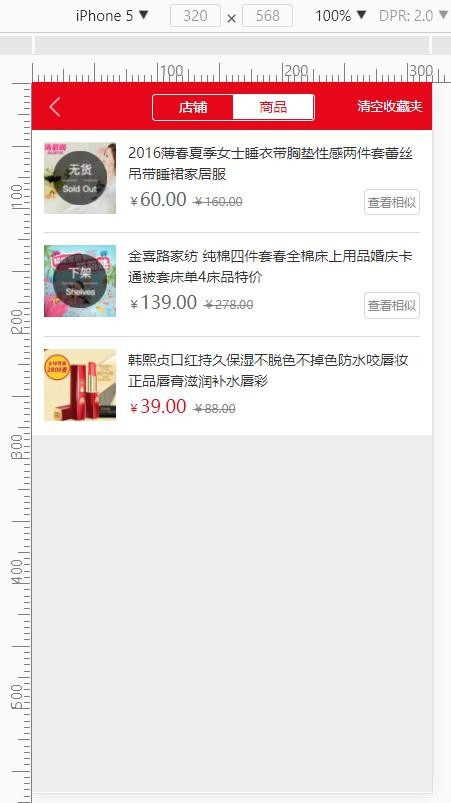 iPhone 5 ▼ 320 × 568 100% ▼ DPR: 2.0 ▼
100 200 300
店铺 商品 清空收藏夹
无货
Sold Out
2016薄春夏季女士睡衣带胸垫性感两件套蕾丝
吊带睡裙家居服
￥60.00 ￥160.00 查看相似
下架
Shelves
金喜路家纺 纯棉四件套春全棉床上用品婚庆卡
通被套床单4床品特价
￥139.00 ￥278.00 查看相似
韩熙贞口红持久保湿不脱色不掉色防水咬唇妆
正品唇膏滋润补水唇彩
￥39.00 ￥88.00
100
200
300
400
500